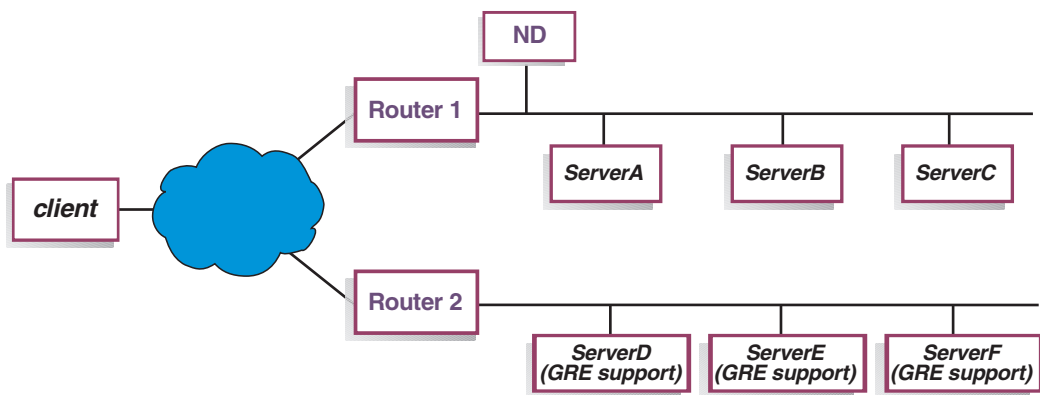 ND
Router 1
ServerA
ServerB
ServerC
client
Router 2
ServerD
(GRE support)
ServerE
(GRE support)
ServerF
(GRE support)